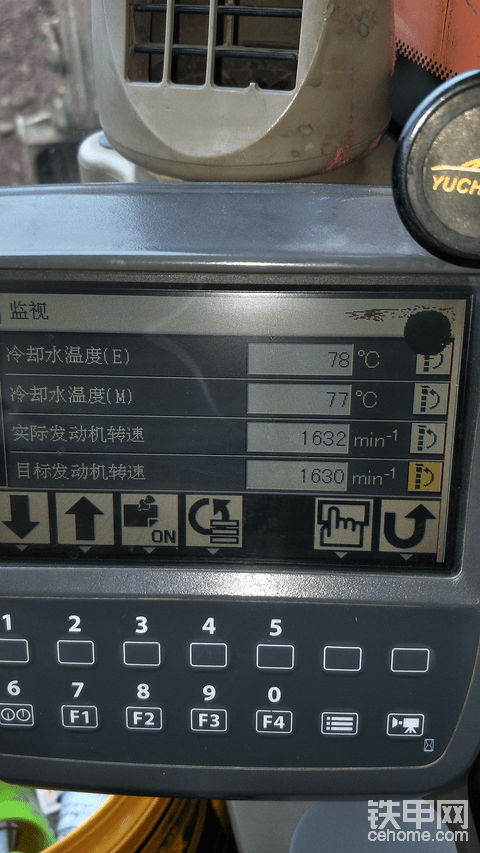 YUCH
监视
冷却水温度(E) 78 °C
冷却水温度(M) 77 °C
实际发动机转速 1632 min⁻¹
目标发动机转速 1630 min⁻¹
ON
1 2 3 4 5
6 7 8 9 0
F1 F2 F3 F4
铁甲网
cehome.com